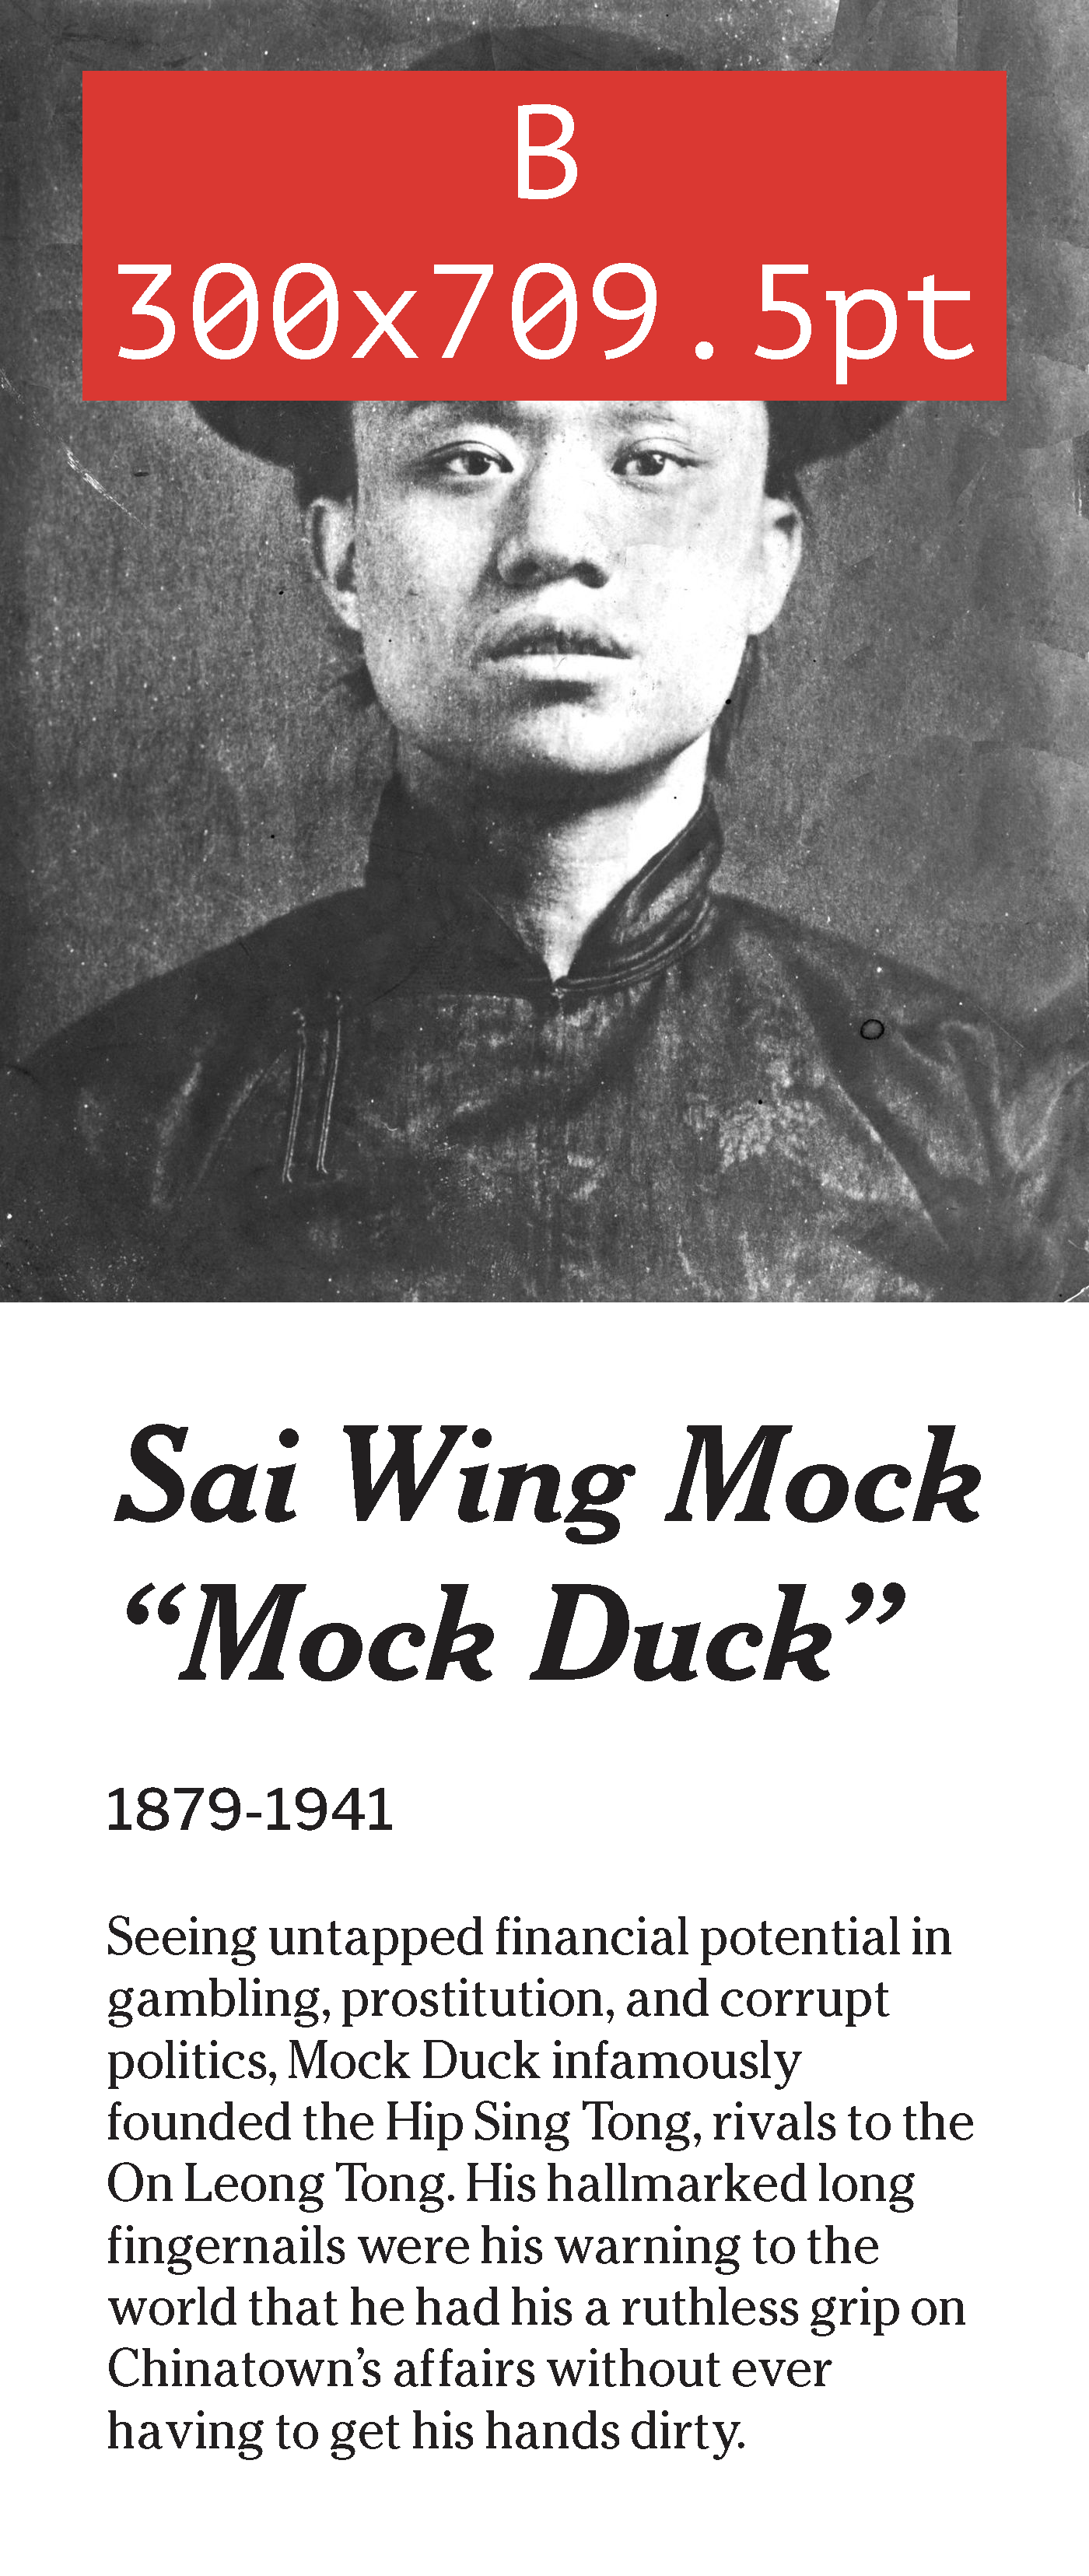 B
300x709.5pt
Sai Wing Mock
“Mock Duck”
1879-1941
Seeing untapped financial potential in
gambling, prostitution, and corrupt
politics, Mock Duck infamously
founded the Hip Sing Tong, rivals to the
On Leong Tong. His hallmarked long
fingernails were his warning to the
world that he had his a ruthless grip on
Chinatown’s affairs without ever
having to get his hands dirty.